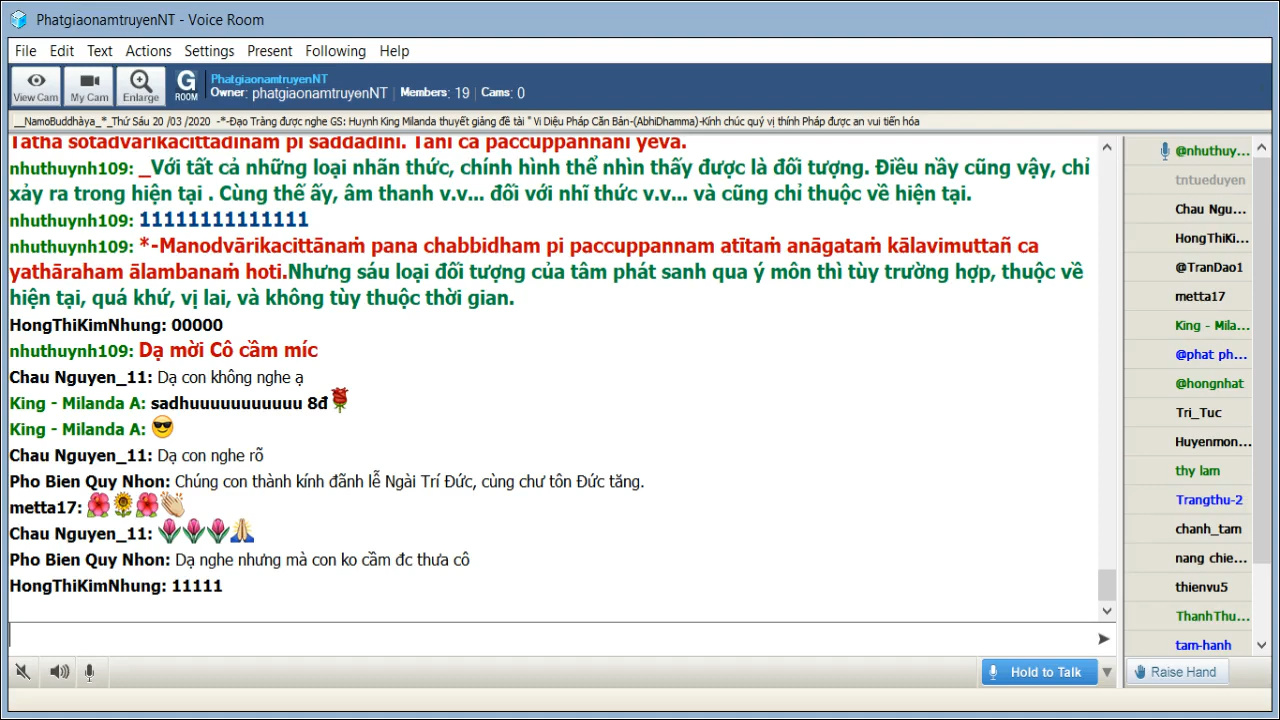 PhatgiaonamtruyenNT - Voice Room
File Edit Text Actions Settings Present Following Help
View Cam My Cam Enlarge G ROOM PhatgiaonamtruyenNT
Owner: phatgiaonamtruyenNT Members: 19 Cams: 0
__NamoBuddhàya_*_Thứ Sáu 20 /03 /2020 -*-Đạo Tràng được nghe GS: Huynh King Milanda thuyết giảng đề tài " Vi Diệu Pháp Căn Bản-(AbhiDhamma)-Kính chúc quý vị thính Pháp được an vui tiến hóa
Tathā sotadvārikacittādīnaṁ pi saddādīni. Tāni ca paccuppannāni yeva.
nhuthuynh109: _Với tất cả những loại nhãn thức, chính hình thể nhìn thấy được là đối tượng. Điều nầy cũng vậy, chỉ
xảy ra trong hiện tại . Cùng thế ấy, âm thanh v.v... đối với nhĩ thức v.v... và cũng chỉ thuộc về hiện tại.
nhuthuynh109: 11111111111111
nhuthuynh109: *-Manodvārikacittānaṁ pana chabbidham pi paccuppannam atītaṁ anāgataṁ kālavimuttañ ca
yathārahaṁ ālambanaṁ hoti.Nhưng sáu loại đối tượng của tâm phát sanh qua ý môn thì tùy trường hợp, thuộc về
hiện tại, quá khứ, vị lai, và không tùy thuộc thời gian.
HongThiKimNhung: 00000
nhuthuynh109: Dạ mời Cô cầm míc
Chau Nguyen_11: Dạ con không nghe ạ
King - Milanda A: sadhuuuuuuuuuuu 8đ
King - Milanda A:
Chau Nguyen_11: Dạ con nghe rõ
Pho Bien Quy Nhon: Chúng con thành kính đãnh lễ Ngài Trí Đức, cùng chư tôn Đức tăng.
metta17:
Chau Nguyen_11:
Pho Bien Quy Nhon: Dạ nghe nhưng mà con ko cầm đc thưa cô
HongThiKimNhung: 11111
@nhuthuy...
tntueduyen
Chau Ngu...
HongThiKi...
@TranDao1
metta17
King - Mila...
@phat ph...
@hongnhat
Tri_Tuc
Huyenmon...
thy lam
Trangthu-2
chanh_tam
nang chie...
thienvu5
ThanhThu...
tam-hanh
Hold to Talk Raise Hand